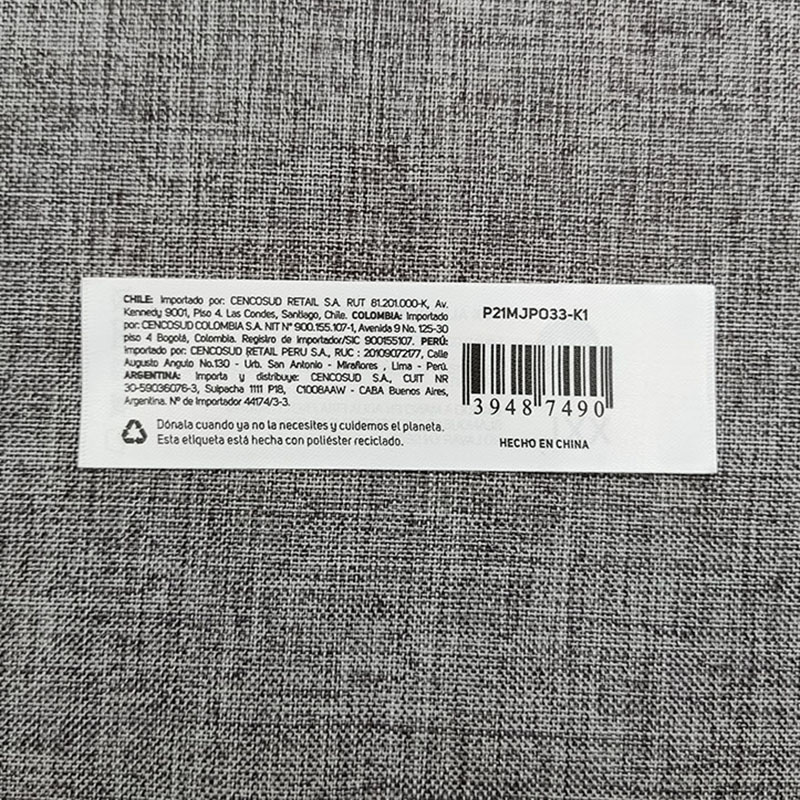 CHILE: Importado por: CENCOSUD RETAIL S.A. RUT 81.201.000-K, Av.
Kennedy 9001, Piso 4. Las Condes, Santiago, Chile. COLOMBIA: Importado
por: CENCOSUD COLOMBIA S.A. NIT N° 900.155.107-1, Avenida 9 No. 125-30
piso 4 Bogotá, Colombia. Registro de Importador/SIC 900155107. PERÚ:
Importado por: CENCOSUD RETAIL PERU S.A., RUC : 20109072177, Calle
Augusto Angulo No.130 - Urb. San Antonio - Miraflores , Lima - Perú.
ARGENTINA: Importa y distribuye: CENCOSUD S.A., CUIT NR
30-59036076-3, Suipacha 1111 P18, C1008AAW - CABA Buenos Aires,
Argentina. Nº de Importador 44174/3-3.
Dónala cuando ya no la necesites y cuidemos el planeta.
Esta etiqueta está hecha con poliéster reciclado.
P21MJPO33-K1
3948 7490
HECHO EN CHINA